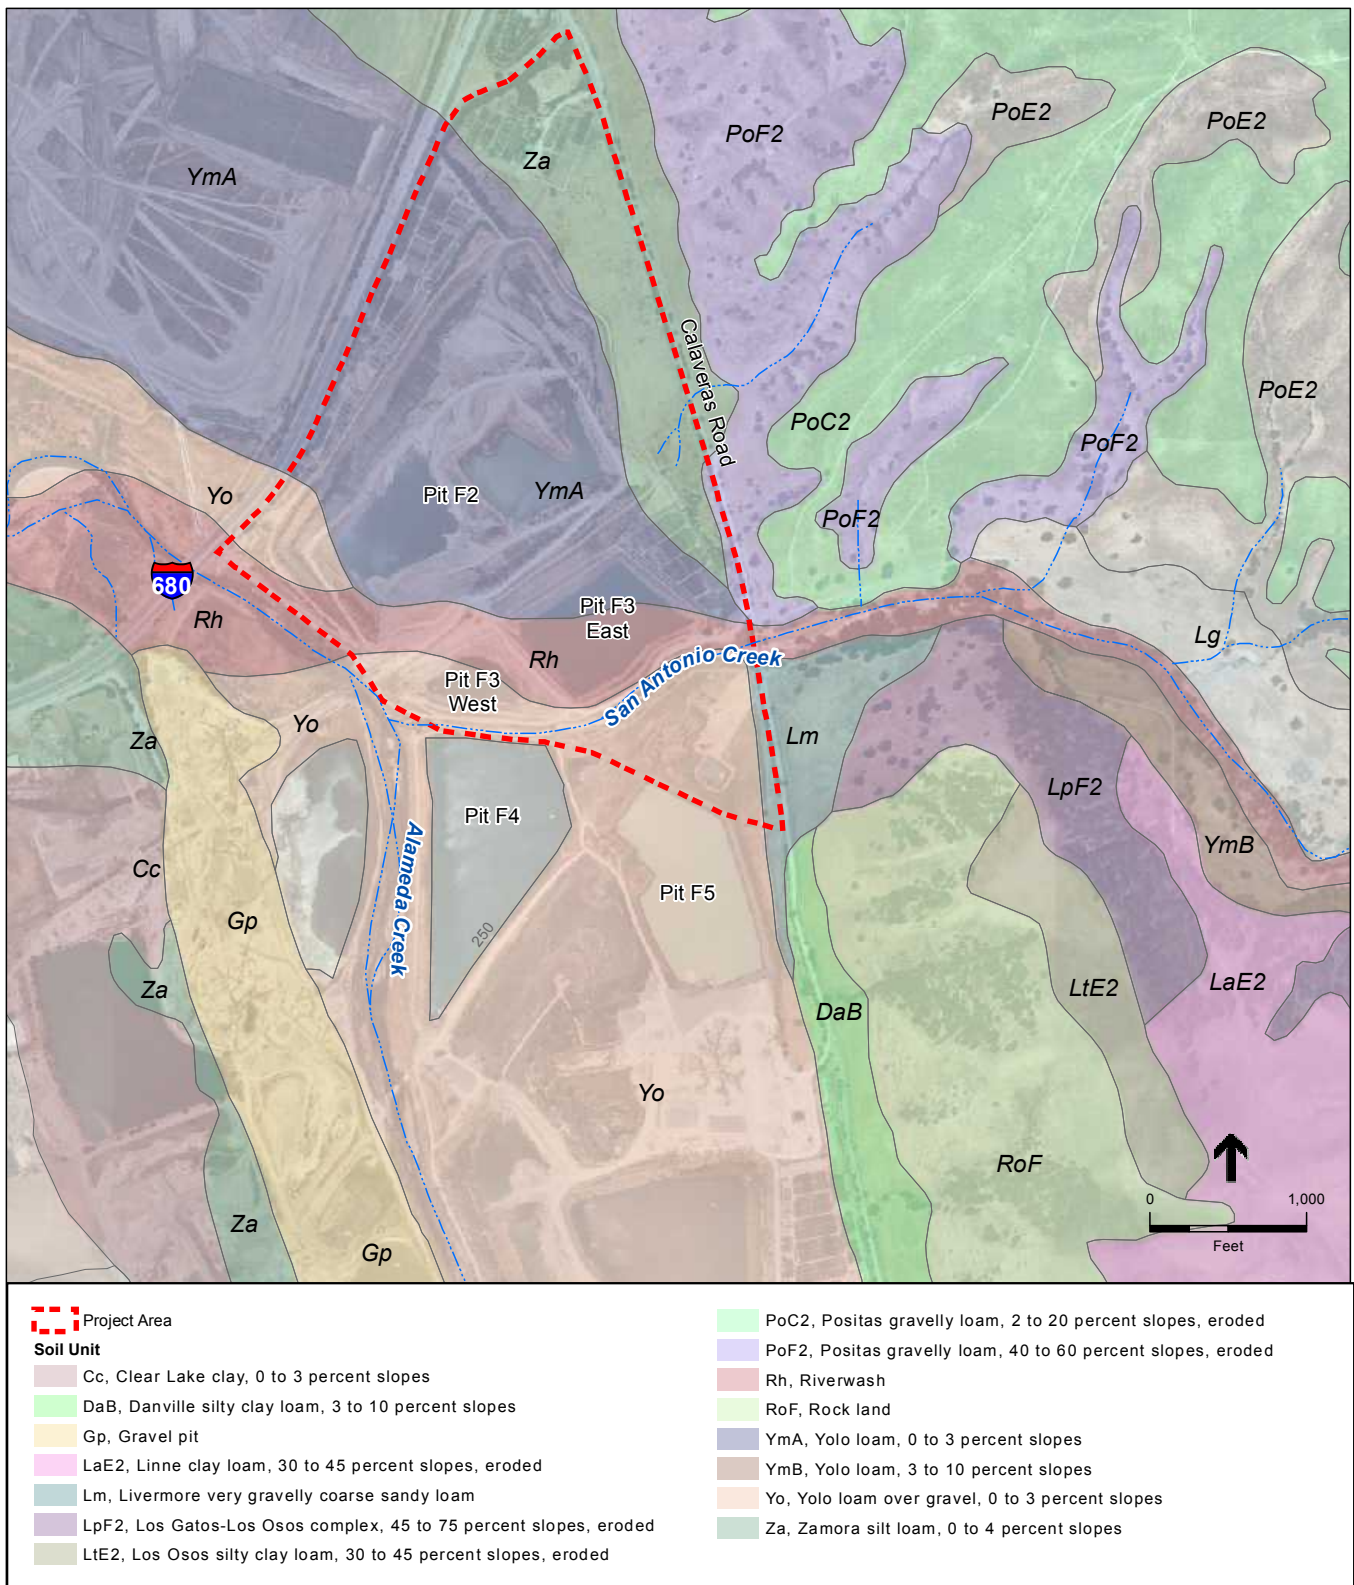 PoF2
PoE2
PoE2
Za
YmA
Calaveras Road
PoE2
PoC2
PoF2
Yo
Pit F2
YmA
PoF2
680
Rh
Pit F3
East
Lg
Rh
San Antonio Creek
Pit F3
West
Yo
Za
Lm
LpF2
Pit F4
YmB
Cc
Alameda Creek
Pit F5
Gp
250
Za
LtE2
LaE2
DaB
Yo
RoF
Za
Gp
0 1,000
Feet
Project Area
Soil Unit
Cc, Clear Lake clay, 0 to 3 percent slopes
DaB, Danville silty clay loam, 3 to 10 percent slopes
Gp, Gravel pit
LaE2, Linne clay loam, 30 to 45 percent slopes, eroded
Lm, Livermore very gravelly coarse sandy loam
LpF2, Los Gatos-Los Osos complex, 45 to 75 percent slopes, eroded
LtE2, Los Osos silty clay loam, 30 to 45 percent slopes, eroded
PoC2, Positas gravelly loam, 2 to 20 percent slopes, eroded
PoF2, Positas gravelly loam, 40 to 60 percent slopes, eroded
Rh, Riverwash
RoF, Rock land
YmA, Yolo loam, 0 to 3 percent slopes
YmB, Yolo loam, 3 to 10 percent slopes
Yo, Yolo loam over gravel, 0 to 3 percent slopes
Za, Zamora silt loam, 0 to 4 percent slopes